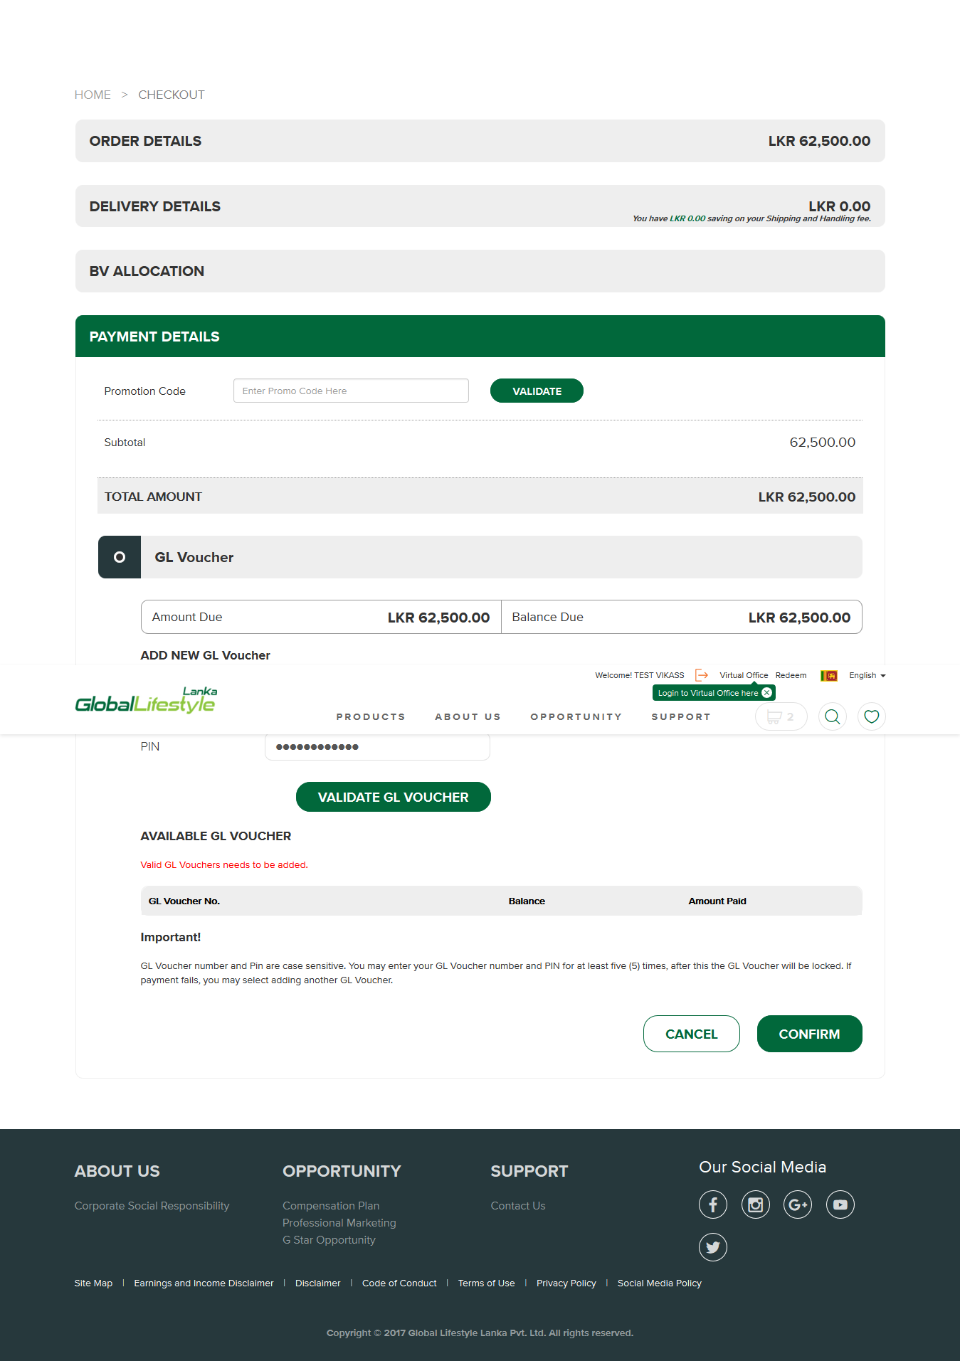 HOME > CHECKOUT
ORDER DETAILS LKR 62,500.00
DELIVERY DETAILS LKR 0.00
You have LKR 0.00 saving on your Shipping and Handling fee.
BV ALLOCATION
PAYMENT DETAILS
Promotion Code Enter Promo Code Here VALIDATE
Subtotal 62,500.00
TOTAL AMOUNT LKR 62,500.00
GL Voucher
Amount Due LKR 62,500.00 Balance Due LKR 62,500.00
ADD NEW GL Voucher
Welcome! TEST VIKASS Virtual Office Redeem English
Login to Virtual Office here
Lanka
GlobalLifestyle
PRODUCTS ABOUT US OPPORTUNITY SUPPORT 2
PIN ●●●●●●●●●●●●
VALIDATE GL VOUCHER
AVAILABLE GL VOUCHER
Valid GL Vouchers needs to be added.
GL Voucher No. Balance Amount Paid
Important!
GL Voucher number and Pin are case sensitive. You may enter your GL Voucher number and PIN for at least five (5) times, after this the GL Voucher will be locked. If
payment fails, you may select adding another GL Voucher.
CANCEL CONFIRM
ABOUT US OPPORTUNITY SUPPORT Our Social Media
Corporate Social Responsibility Compensation Plan Contact Us
Professional Marketing
G Star Opportunity
Site Map | Earnings and Income Disclaimer | Disclaimer | Code of Conduct | Terms of Use | Privacy Policy | Social Media Policy
Copyright © 2017 Global Lifestyle Lanka Pvt. Ltd. All rights reserved.